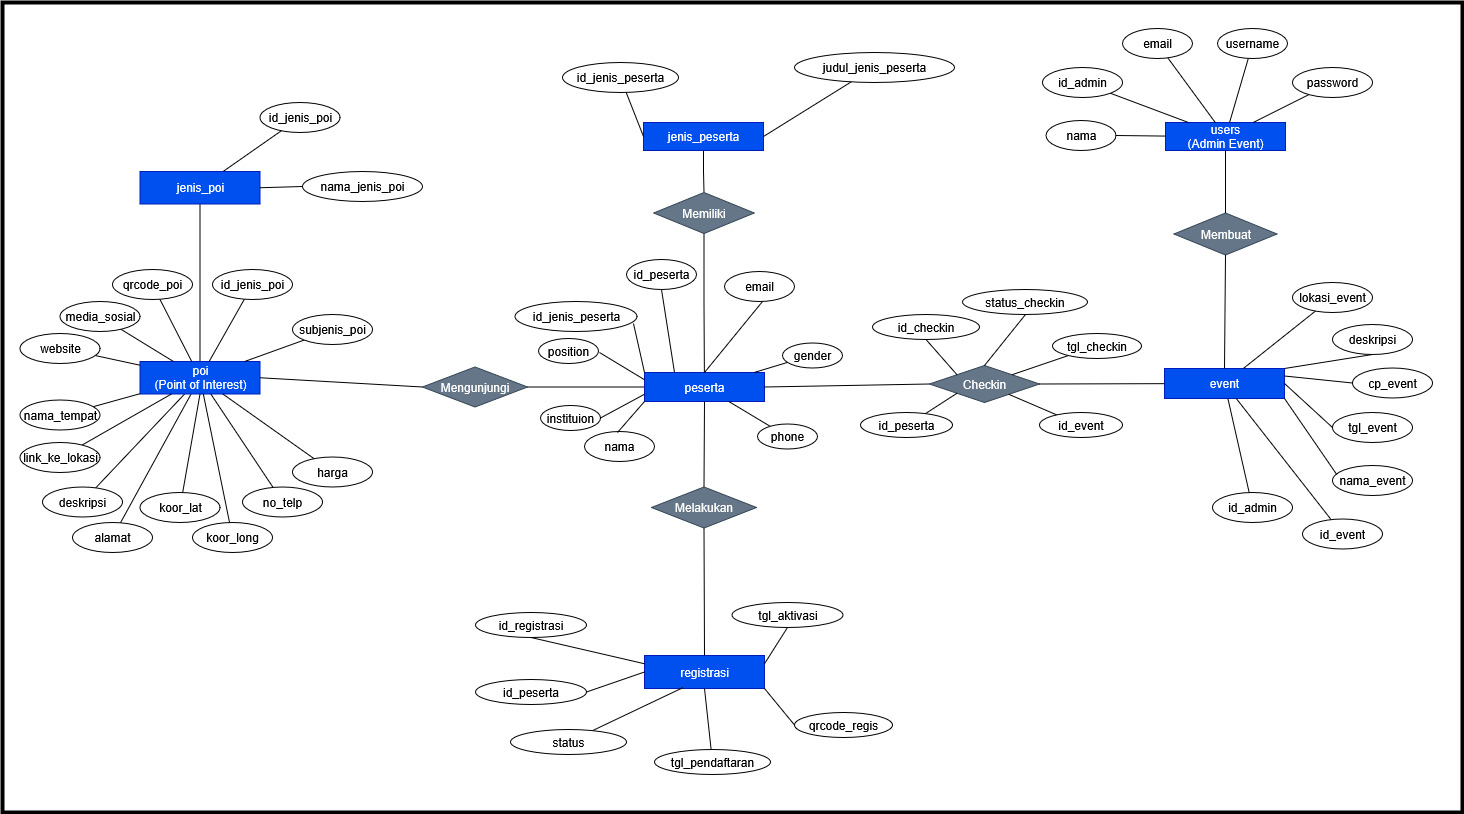 email
username
id_admin
password
nama
users
(Admin Event)
id_jenis_peserta
judul_jenis_peserta
jenis_peserta
id_jenis_poi
jenis_poi
nama_jenis_poi
Memiliki
Membuat
qrcode_poi
id_jenis_poi
media_sosial
subjenis_poi
website
poi
(Point of Interest)
nama_tempat
link_ke_lokasi
deskripsi
alamat
koor_lat
koor_long
no_telp
harga
Mengunjungi
id_peserta
email
id_jenis_peserta
position
gender
peserta
instituion
nama
phone
status_checkin
id_checkin
tgl_checkin
Checkin
id_peserta
id_event
lokasi_event
deskripsi
event
cp_event
tgl_event
nama_event
id_admin
id_event
Melakukan
id_registrasi
tgl_aktivasi
registrasi
id_peserta
status
qrcode_regis
tgl_pendaftaran